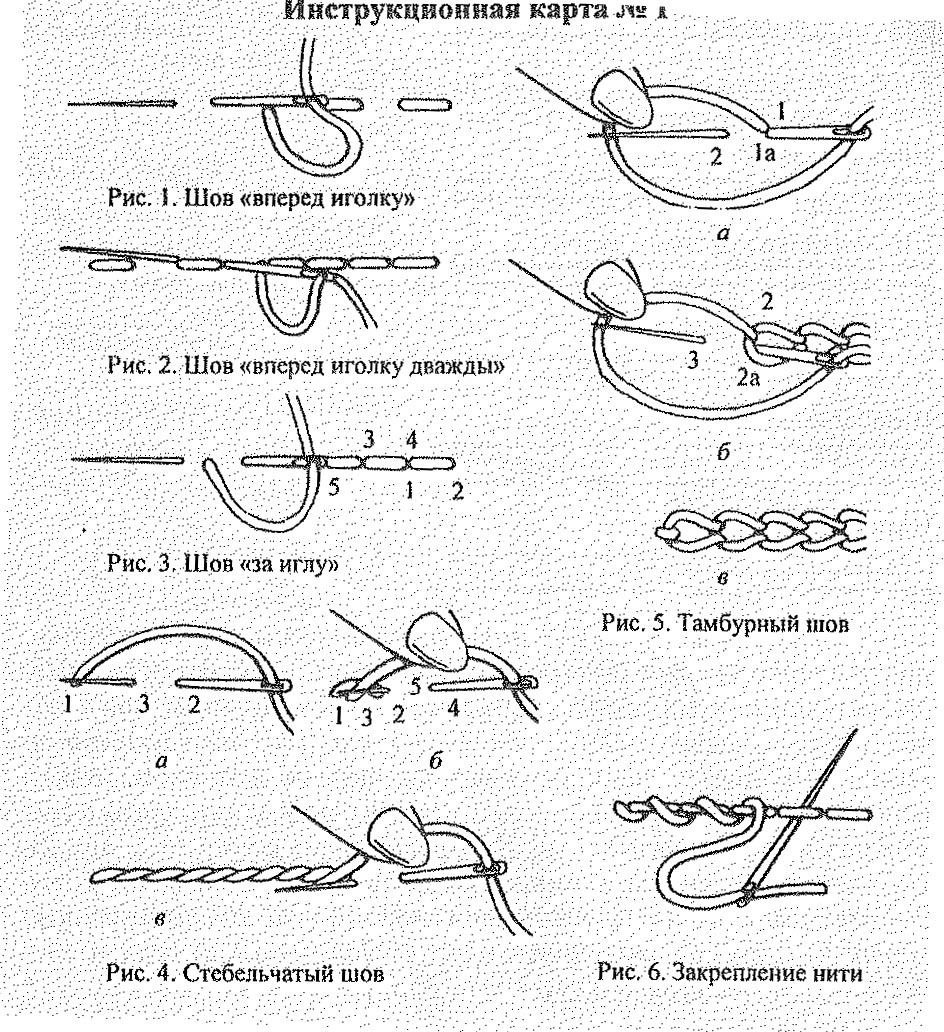 Инструкционная карта № 1
Рис. 1. Шов «вперед иголку»
Рис. 2. Шов «вперед иголку дважды»
3 4
5 1 2
Рис. 3. Шов «за иглу»
1 3 2
а
1 3 2 5 4
б
в
Рис. 4. Стебельчатый шов
1
2 1а
а
2
3 2а
б
в
Рис. 5. Тамбурный шов
Рис. 6. Закрепление нити